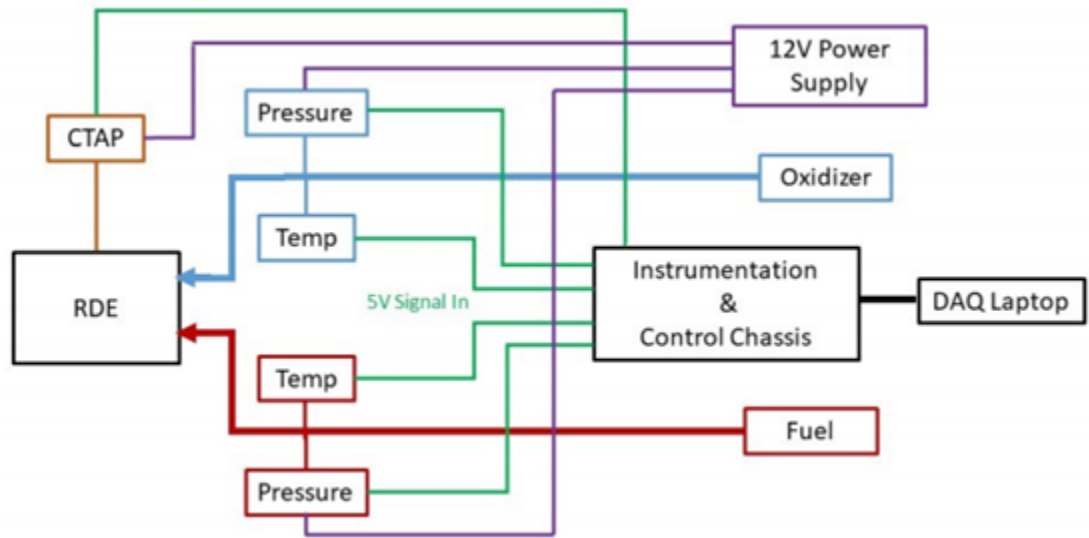 12V Power
Supply
Pressure
CTAP
Oxidizer
Temp
RDE
5V Signal In
Instrumentation
&
Control Chassis
DAQ Laptop
Temp
Fuel
Pressure